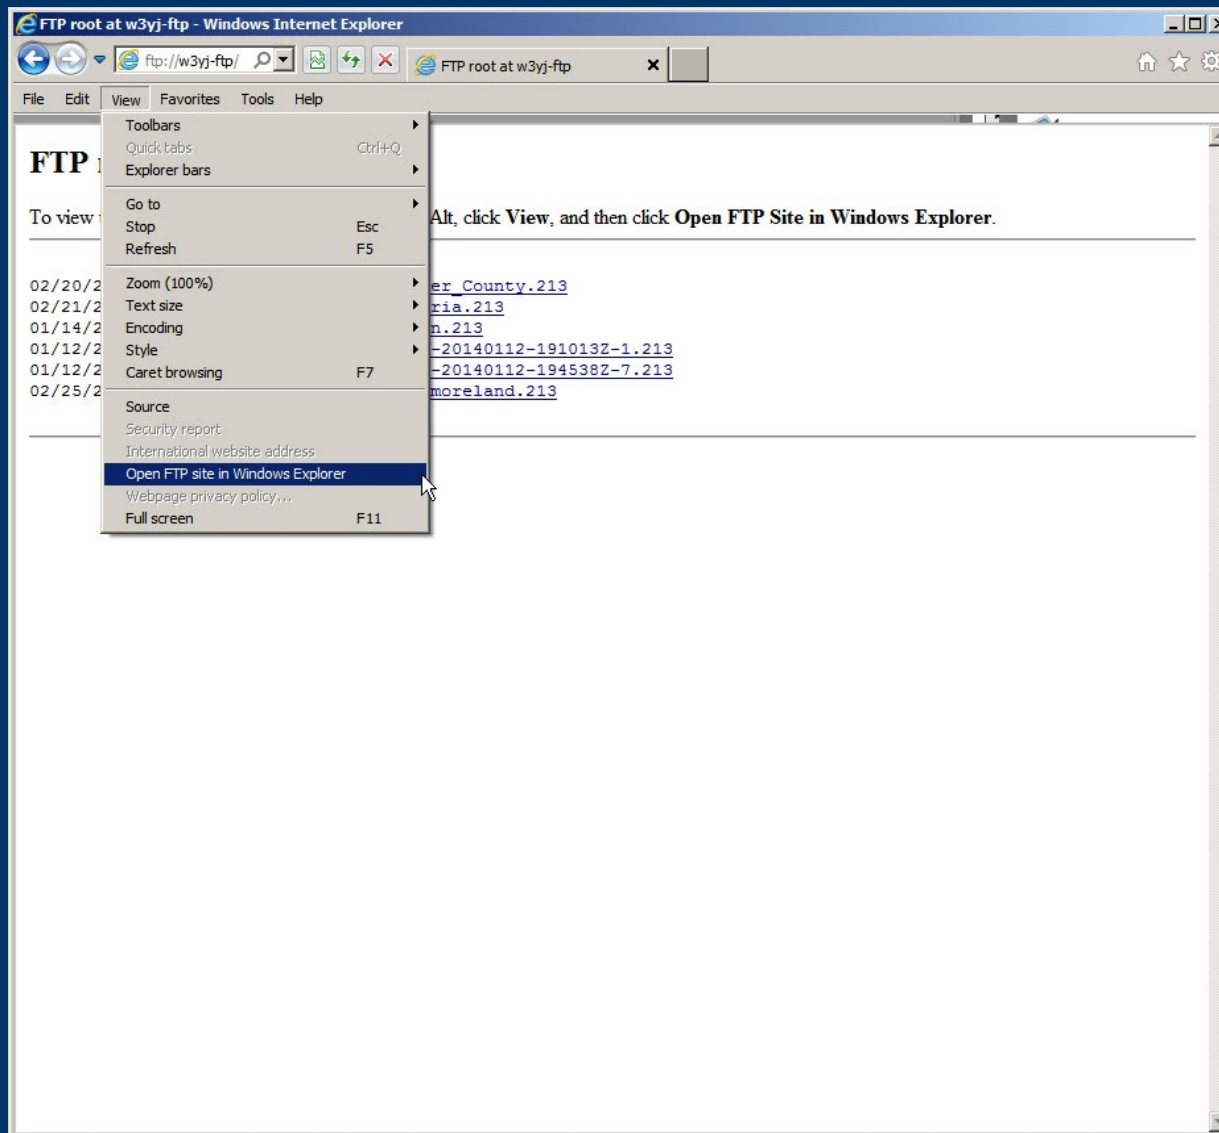 FTP root at w3yj-ftp - Windows Internet Explorer
ftp://w3yj-ftp/
FTP root at w3yj-ftp
File Edit View Favorites Tools Help
Toolbars
Quick tabs Ctrl+Q
Explorer bars
Go to
Stop Esc
Refresh F5
Zoom (100%)
Text size
Encoding
Style
Caret browsing F7
Source
Security report
International website address
Open FTP site in Windows Explorer
Webpage privacy policy...
Full screen F11
FTP
To view Alt, click View, and then click Open FTP Site in Windows Explorer.
02/20/2 er_County.213
02/21/2 ria.213
01/14/2 n.213
01/12/2 -20140112-191013Z-1.213
01/12/2 -20140112-194538Z-7.213
02/25/2 moreland.213